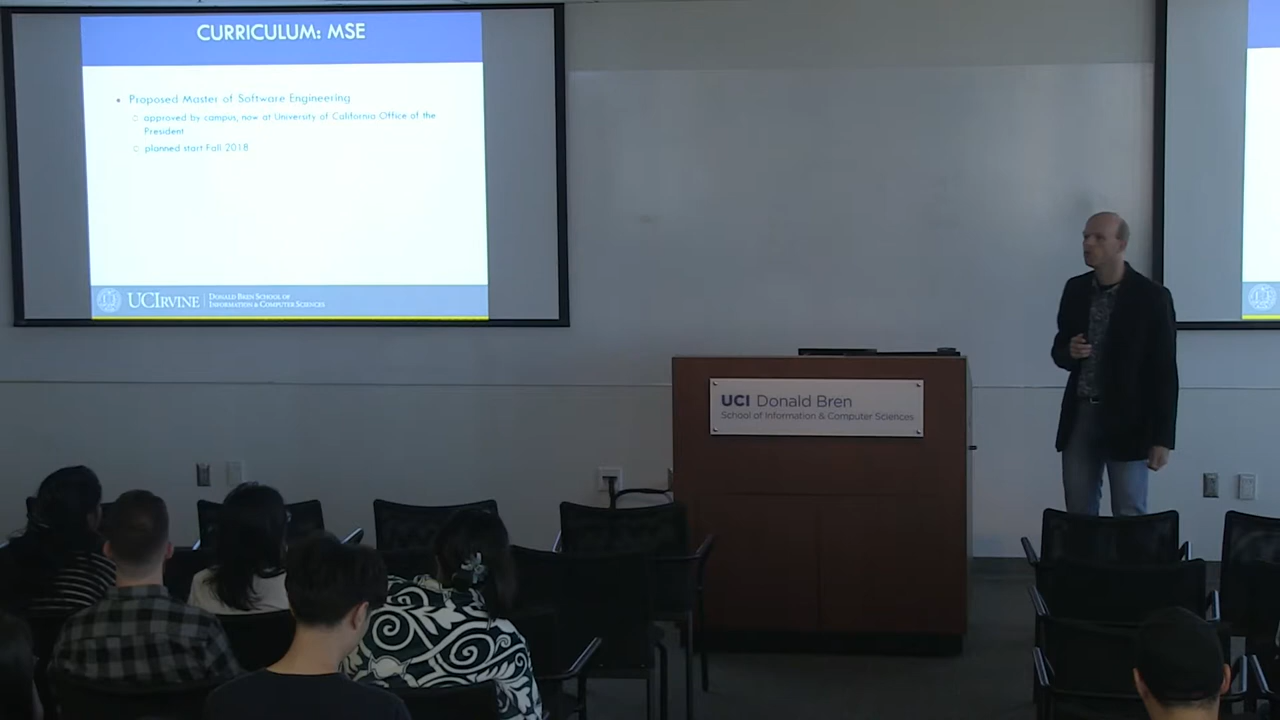 CURRICULUM: MSE
Proposed Master of Software Engineering
approved by campus, now at University of California Office of the
President
planned start Fall 2018
UCIRVINE
DONALD BREN SCHOOL OF
INFORMATION & COMPUTER SCIENCES
UCI Donald Bren
School of Information & Computer Sciences